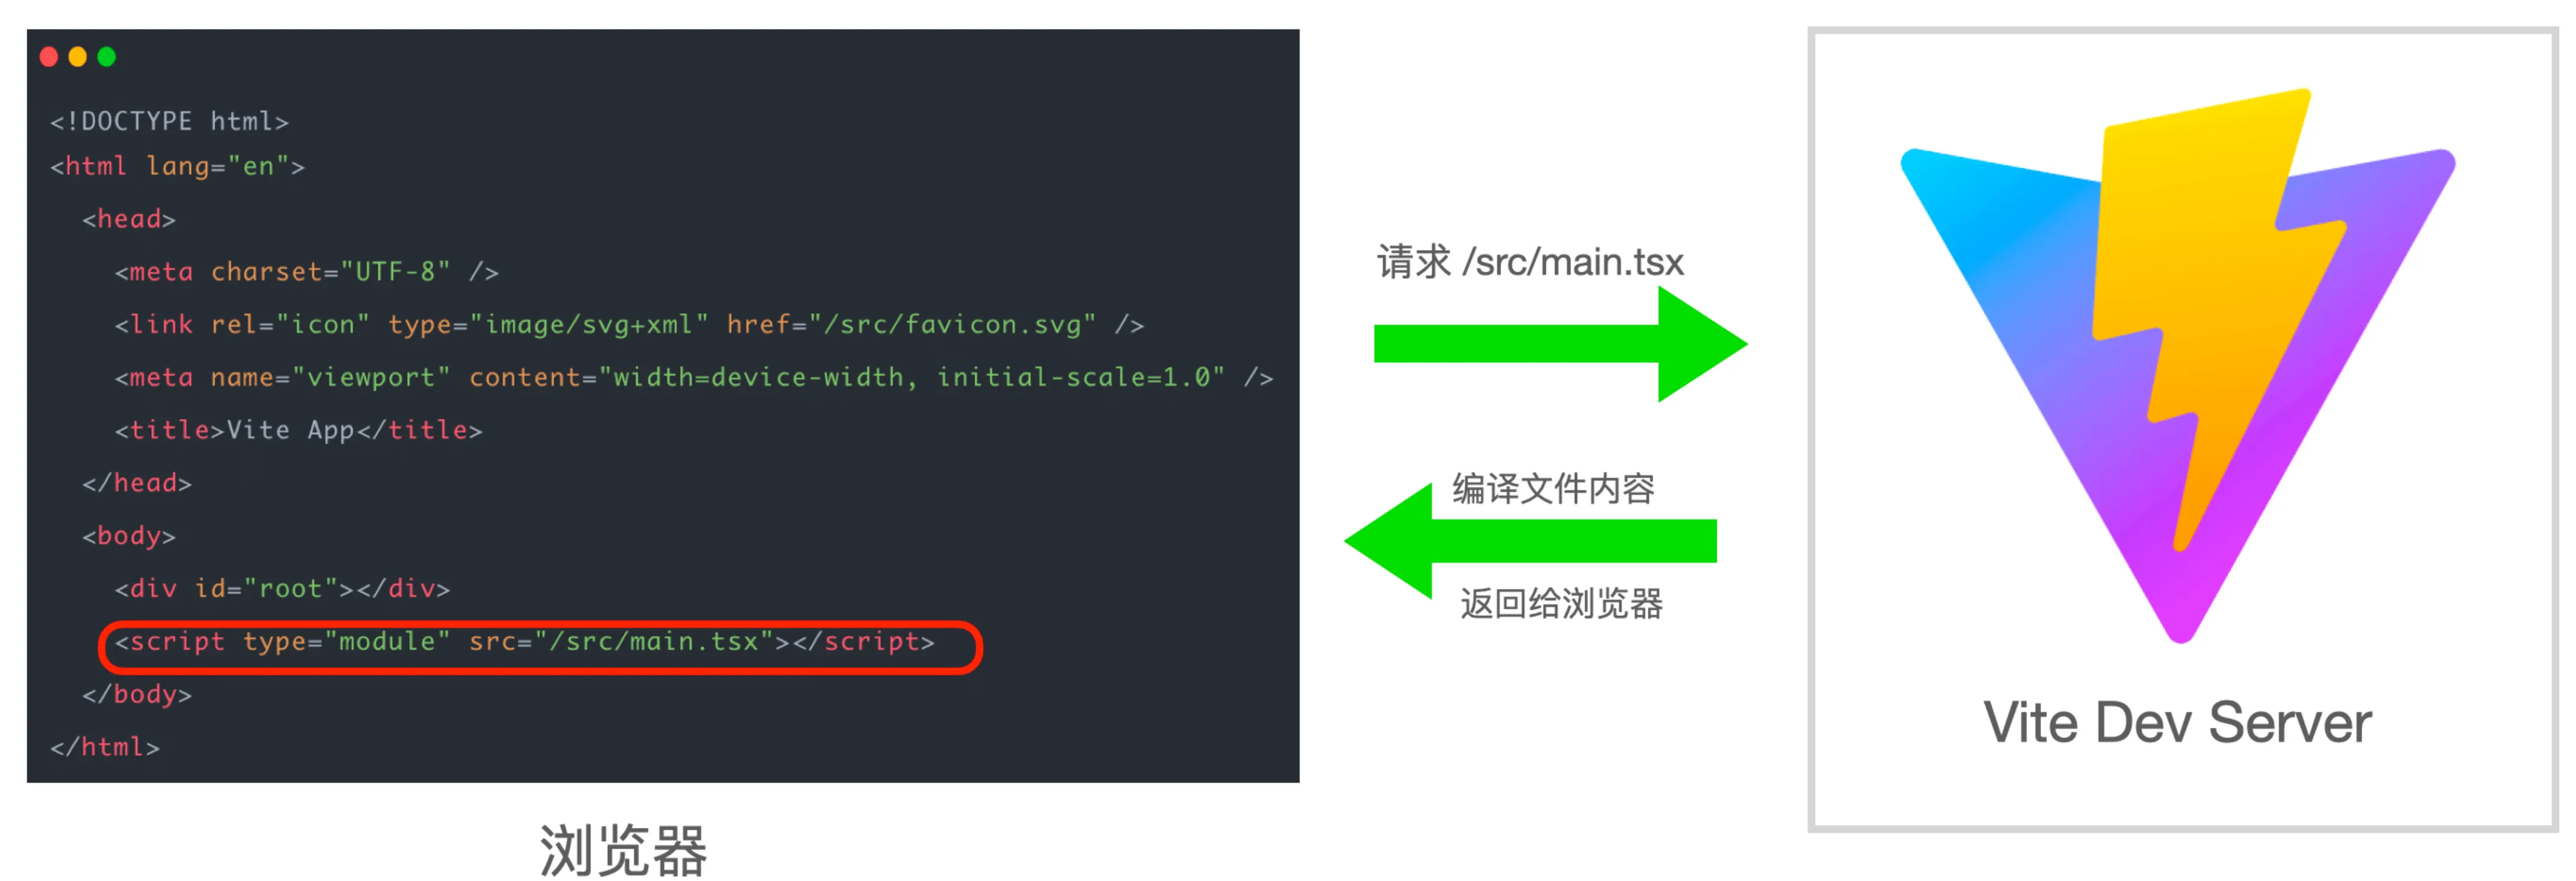 <!DOCTYPE html>
<html lang="en">
<head>
<meta charset="UTF-8" />
<link rel="icon" type="image/svg+xml" href="/src/favicon.svg" />
<meta name="viewport" content="width=device-width, initial-scale=1.0" />
<title>Vite App</title>
</head>
<body>
<div id="root"></div>
<script type="module" src="/src/main.tsx"></script>
</body>
</html>
浏览器
请求 /src/main.tsx
编译文件内容
返回给浏览器
Vite Dev Server